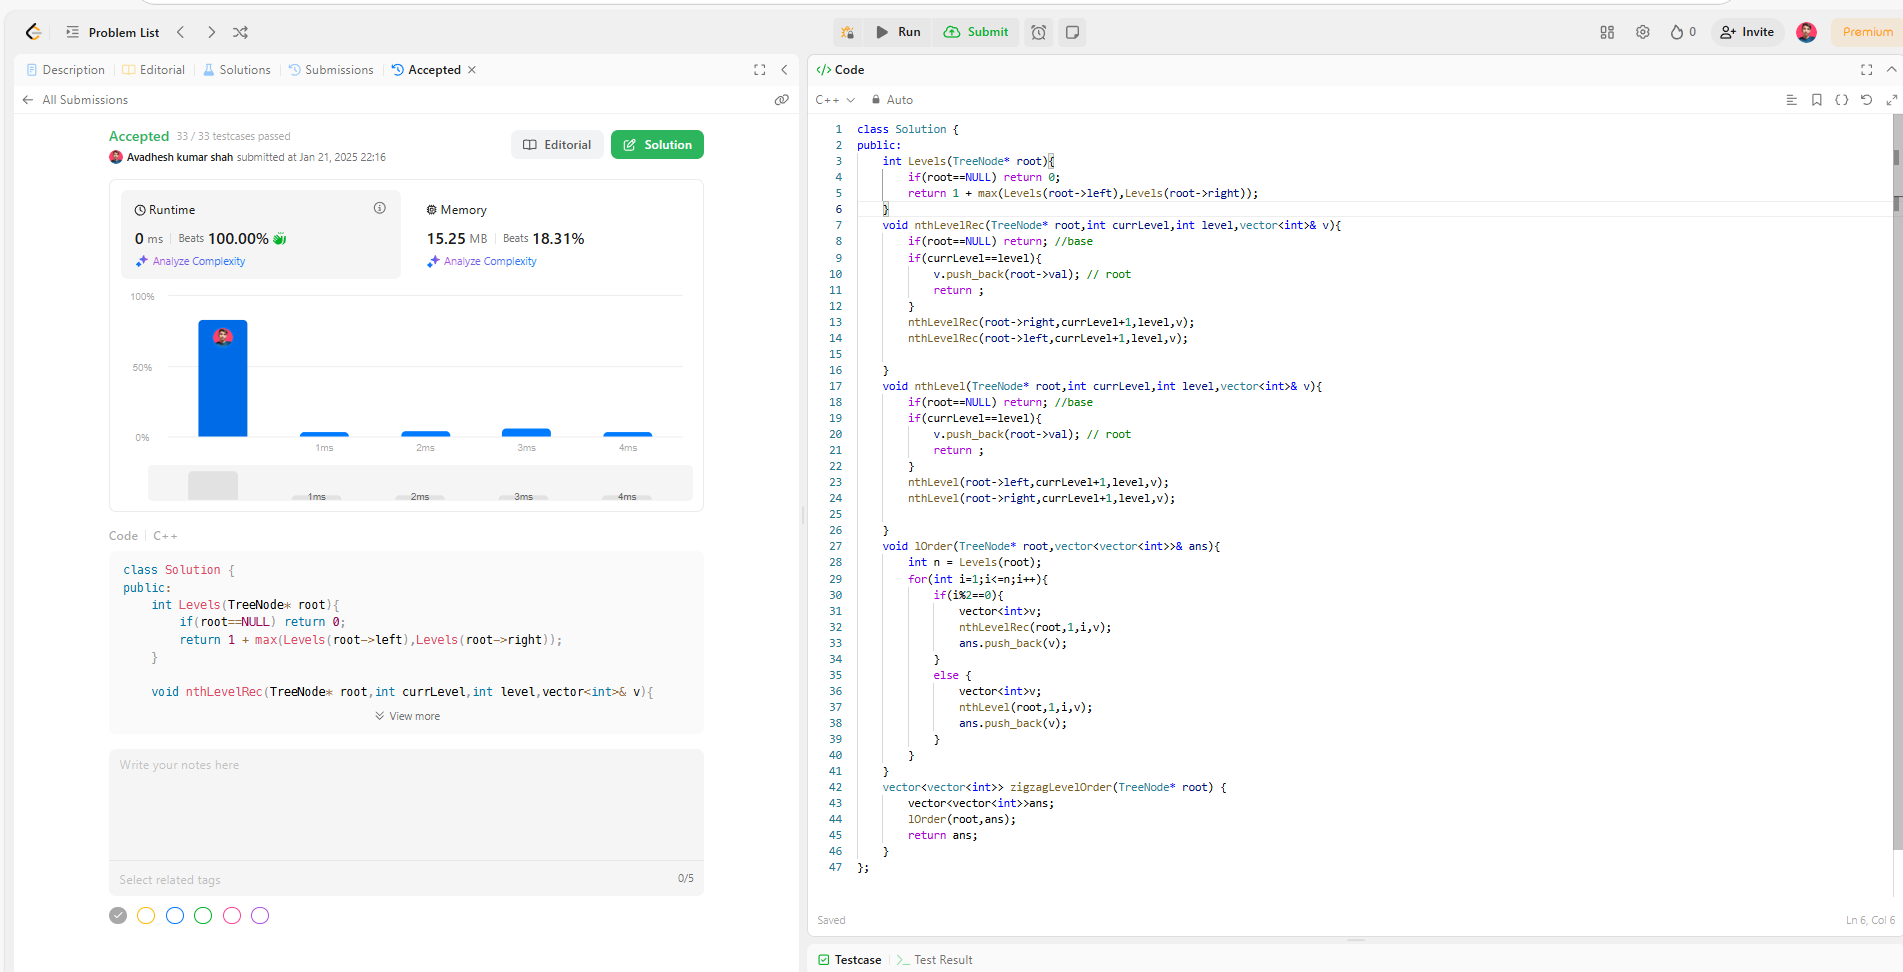 Problem List
Run
Submit
0
Invite
Premium
Description
Editorial
Solutions
Submissions
Accepted
All Submissions
Accepted 33 / 33 testcases passed
Avadhesh kumar shah submitted at Jan 21, 2025 22:16
Editorial
Solution
Runtime
0 ms | Beats 100.00%
Analyze Complexity
Memory
15.25 MB | Beats 18.31%
Analyze Complexity
100%
50%
0%
1ms 2ms 3ms 4ms
1ms 2ms 3ms 4ms
Code | C++
class Solution {
public:
    int Levels(TreeNode* root){
        if(root==NULL) return 0;
        return 1 + max(Levels(root->left),Levels(root->right));
    }
    void nthLevelRec(TreeNode* root,int currLevel,int level,vector<int>& v){
View more
Write your notes here
Select related tags
0/5
Code
C++
Auto
1 class Solution {
2 public:
3     int Levels(TreeNode* root){
4         if(root==NULL) return 0;
5         return 1 + max(Levels(root->left),Levels(root->right));
6     }
7     void nthLevelRec(TreeNode* root,int currLevel,int level,vector<int>& v){
8         if(root==NULL) return; //base
9         if(currLevel==level){
10             v.push_back(root->val); // root
11             return ;
12         }
13         nthLevelRec(root->right,currLevel+1,level,v);
14         nthLevelRec(root->left,currLevel+1,level,v);
15
16     }
17     void nthLevel(TreeNode* root,int currLevel,int level,vector<int>& v){
18         if(root==NULL) return; //base
19         if(currLevel==level){
20             v.push_back(root->val); // root
21             return ;
22         }
23         nthLevel(root->left,currLevel+1,level,v);
24         nthLevel(root->right,currLevel+1,level,v);
25
26     }
27     void lOrder(TreeNode* root,vector<vector<int>>& ans){
28         int n = Levels(root);
29         for(int i=1;i<=n;i++){
30             if(i%2==0){
31                 vector<int>v;
32                 nthLevelRec(root,1,i,v);
33                 ans.push_back(v);
34             }
35             else {
36                 vector<int>v;
37                 nthLevel(root,1,i,v);
38                 ans.push_back(v);
39             }
40         }
41     }
42     vector<vector<int>> zigzagLevelOrder(TreeNode* root) {
43         vector<vector<int>>ans;
44         lOrder(root,ans);
45         return ans;
46     }
47 };
Saved
Ln 6, Col 6
Testcase
Test Result